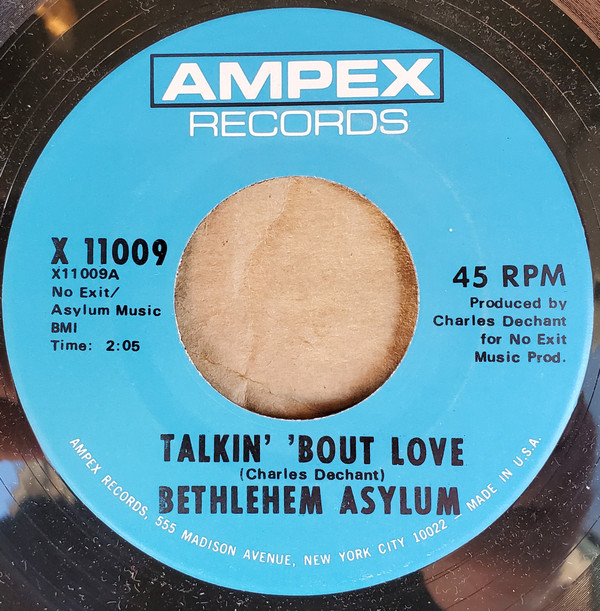 AMPEX
RECORDS
X 11009
X11009A
No Exit/
Asylum Music
BMI
Time: 2:05
45 RPM
Produced by
Charles Dechant
for No Exit
Music Prod.
TALKIN' 'BOUT LOVE
(Charles Dechant)
BETHLEHEM ASYLUM
AMPEX RECORDS, 555 MADISON AVENUE, NEW YORK CITY 10022 – MADE IN U.S.A.